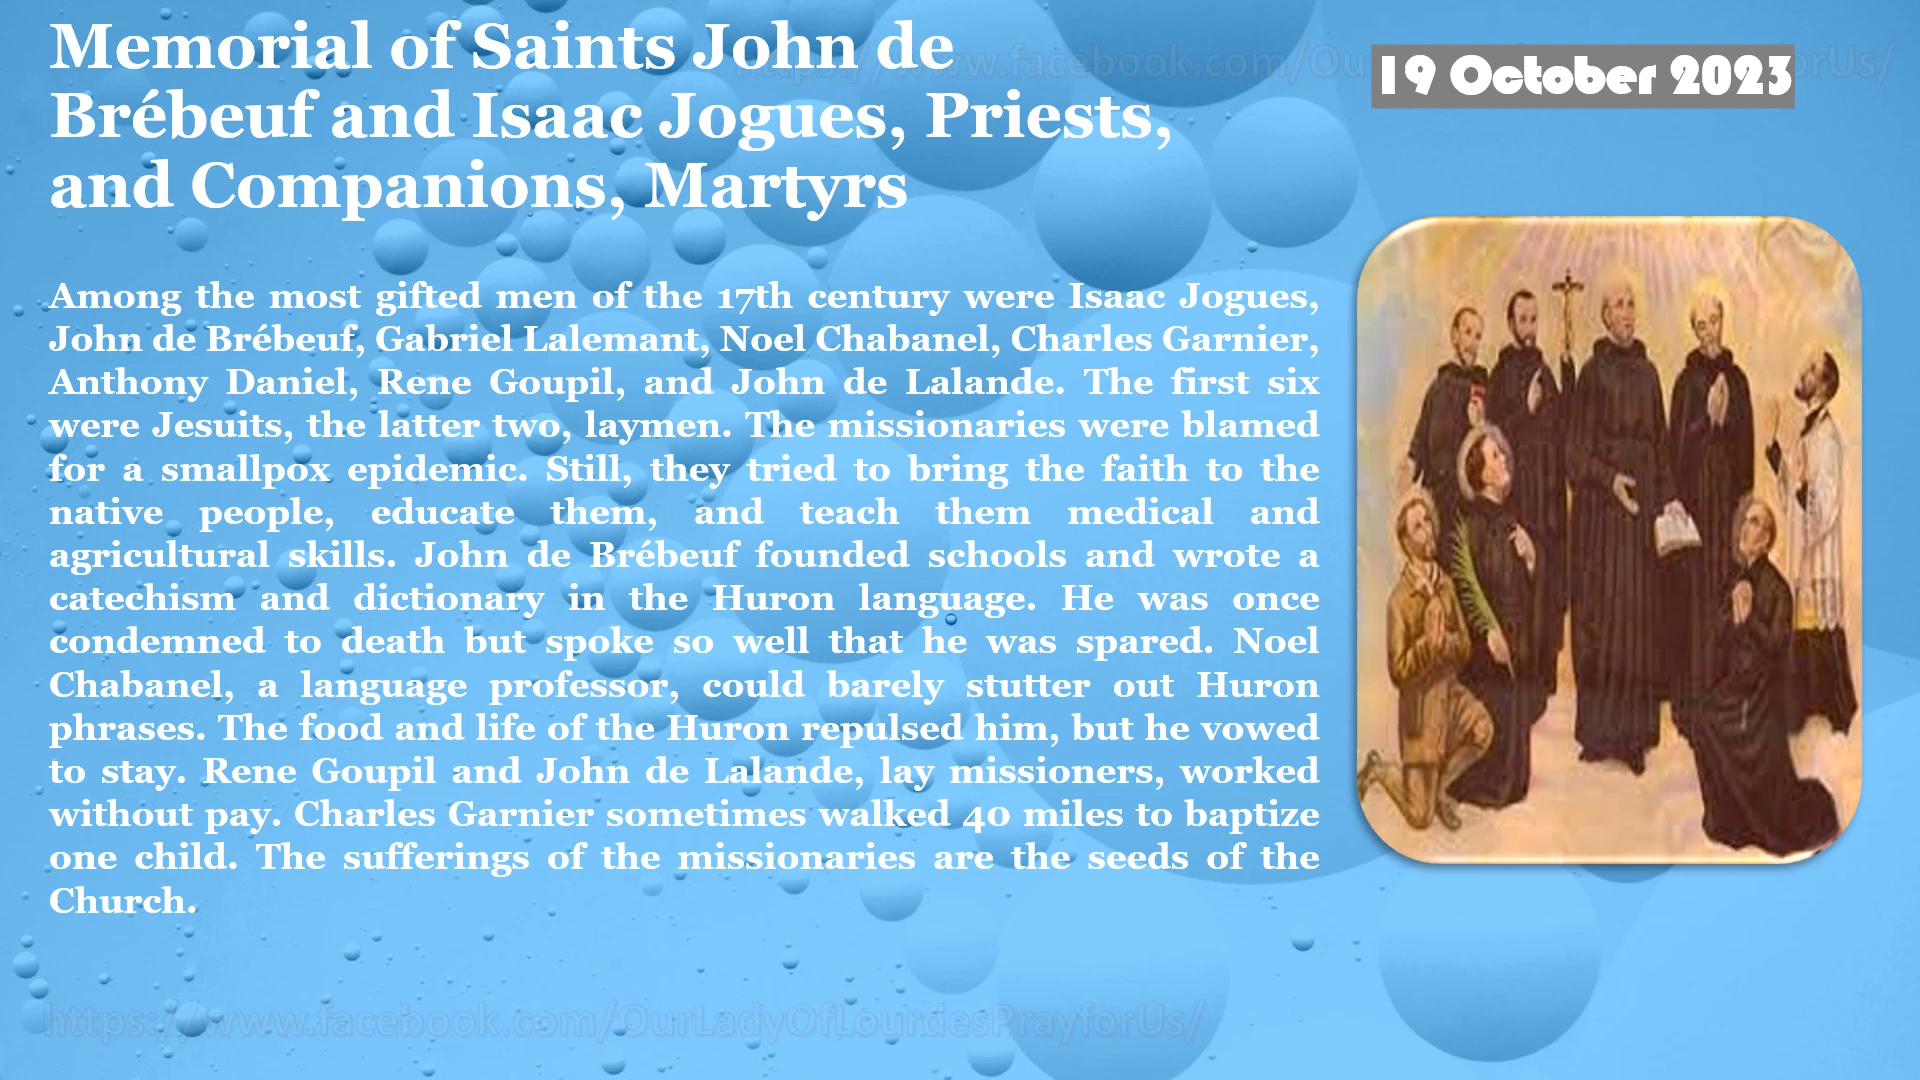 Memorial of Saints John de
Brébeuf and Isaac Jogues, Priests,
and Companions, Martyrs
19 October 2023
Among the most gifted men of the 17th century were Isaac Jogues,
John de Brébeuf, Gabriel Lalemant, Noel Chabanel, Charles Garnier,
Anthony Daniel, Rene Goupil, and John de Lalande. The first six
were Jesuits, the latter two, laymen. The missionaries were blamed
for a smallpox epidemic. Still, they tried to bring the faith to the
native people, educate them, and teach them medical and
agricultural skills. John de Brébeuf founded schools and wrote a
catechism and dictionary in the Huron language. He was once
condemned to death but spoke so well that he was spared. Noel
Chabanel, a language professor, could barely stutter out Huron
phrases. The food and life of the Huron repulsed him, but he vowed
to stay. Rene Goupil and John de Lalande, lay missioners, worked
without pay. Charles Garnier sometimes walked 40 miles to baptize
one child. The sufferings of the missionaries are the seeds of the
Church.
https://www.facebook.com/OurLadyOfLourdesPrayforUs/